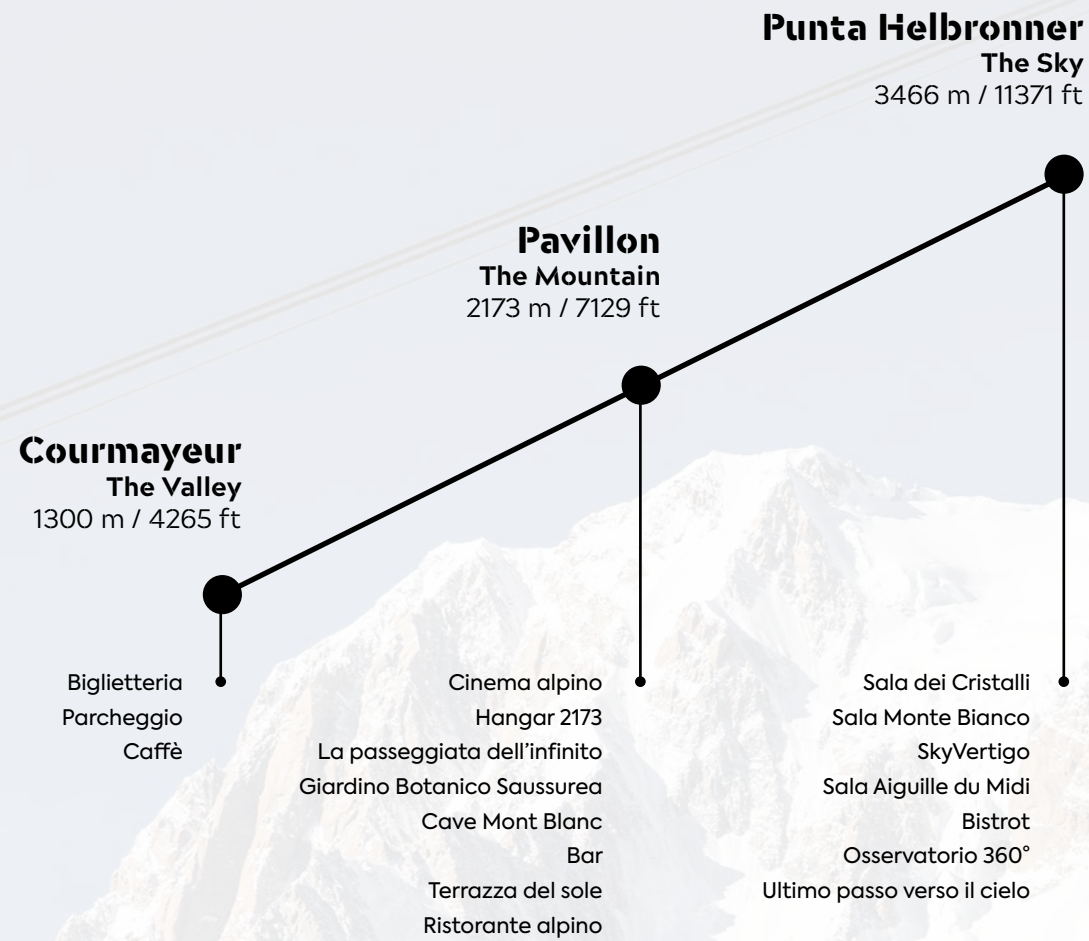 Punta Helbronner
The Sky
3466 m / 11371 ft
Pavillon
The Mountain
2173 m / 7129 ft
Courmayeur
The Valley
1300 m / 4265 ft
Biglietteria
Parcheggio
Caffè
Cinema alpino
Hangar 2173
La passeggiata dell’infinito
Giardino Botanico Saussurea
Cave Mont Blanc
Bar
Terrazza del sole
Ristorante alpino
Sala dei Cristalli
Sala Monte Bianco
SkyVertigo
Sala Aiguille du Midi
Bistrot
Osservatorio 360°
Ultimo passo verso il cielo